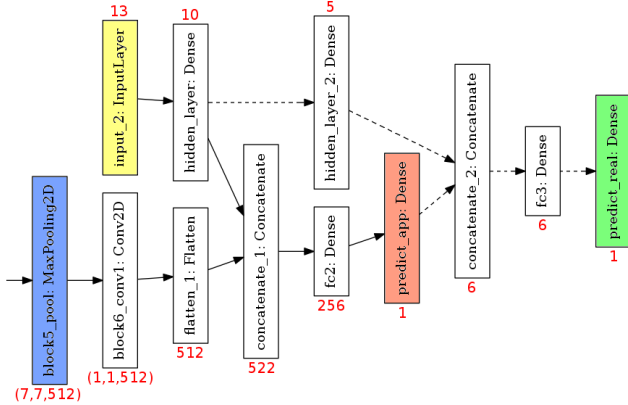 13
input_2: InputLayer
10
hidden_layer: Dense
5
hidden_layer_2: Dense
block5_pool: MaxPooling2D
(7,7,512)
block6_conv1: Conv2D
(1,1,512)
flatten_1: Flatten
512
concatenate_1: Concatenate
522
fc2: Dense
256
predict_app: Dense
1
concatenate_2: Concatenate
6
fc3: Dense
6
predict_real: Dense
1